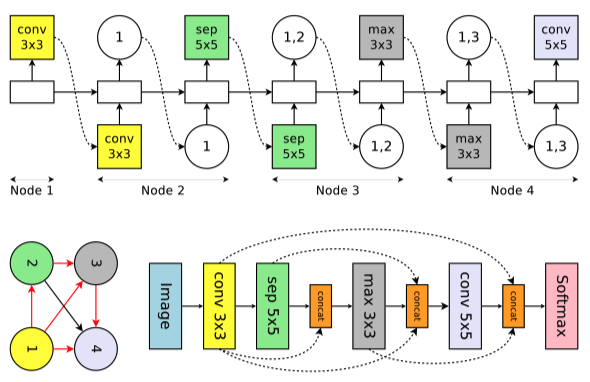 conv
3x3
1
sep
5x5
1,2
max
3x3
1,3
conv
5x5
conv
3x3
1
sep
5x5
1,2
max
3x3
1,3
Node 1
Node 2
Node 3
Node 4
2
3
1
4
Image
conv 3x3
sep 5x5
concat
max 3x3
concat
conv 5x5
concat
Softmax